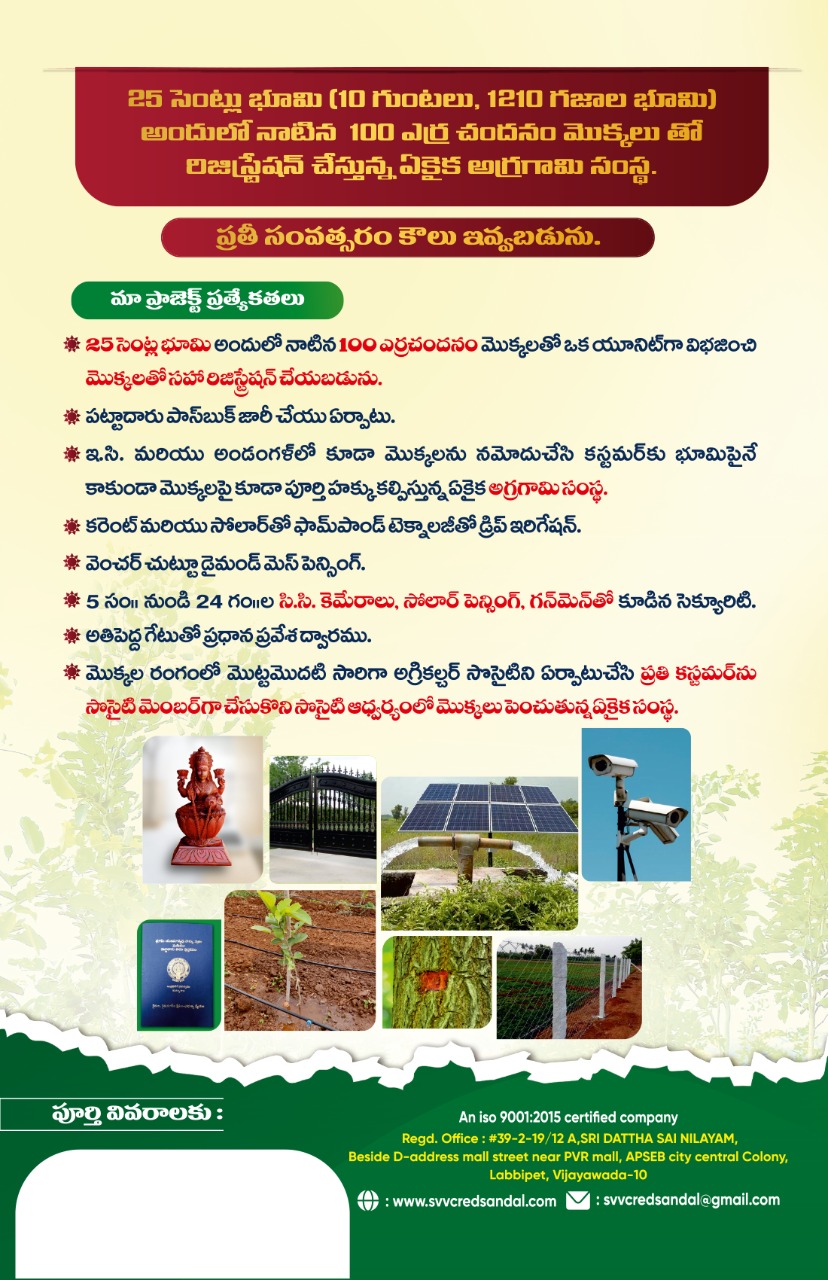 25 సెంట్లు భూమి (10 గుంటలు, 1210 గజాల భూమి)
అందులో నాటిన 100 ఎర్ర చందనం మొక్కలు తో
రిజిస్ట్రేషన్ చేస్తున్న ఏకైక అగ్రగామి సంస్థ.
ప్రతీ సంవత్సరం కౌలు ఇవ్వబడును.
మా ప్రాజెక్ట్ ప్రత్యేకతలు
25 సెంట్ల భూమి అందులో నాటిన 100 ఎర్రచందనం మొక్కలతో ఒక యూనిట్‌గా విభజించి
మొక్కలతో సహా రిజిస్ట్రేషన్ చేయబడును.
పట్టాదారు పాస్‌బుక్ జారీ చేయు ఏర్పాటు.
ఇ.సి. మరియు అండంగళ్‌లో కూడా మొక్కలను నమోదుచేసి కస్టమర్‌కు భూమిపైనే
కాకుండా మొక్కలపై కూడా పూర్తి హక్కు కల్పిస్తున్న ఏకైక అగ్రగామి సంస్థ.
కరెంట్ మరియు సోలార్‌తో ఫామ్‌పాండ్ టెక్నాలజీతో డ్రిప్ ఇరిగేషన్.
వెంచర్ చుట్టూ డైమండ్ మెస్ పెన్సింగ్.
5 సం॥ నుండి 24 గం॥ల సి.సి. కెమేరాలు, సోలార్ పెన్సింగ్, గన్‌మెన్‌తో కూడిన సెక్యూరిటి.
అతిపెద్ద గేటుతో ప్రధాన ప్రవేశ ద్వారము.
మొక్కల రంగంలో మొట్టమొదటి సారిగా అగ్రికల్చర్ సొసైటిని ఏర్పాటుచేసి ప్రతి కస్టమర్‌ను
సొసైటి మెంబర్‌గా చేసుకొని సొసైటి ఆధ్వర్యంలో మొక్కలు పెంచుతున్న ఏకైక సంస్థ.
పూర్తి వివరాలకు :
An iso 9001:2015 certified company
Regd. Office : #39-2-19/12 A,SRI DATTHA SAI NILAYAM,
Beside D-address mall street near PVR mall, APSEB city central Colony,
Labbipet, Vijayawada-10
: www.svvcredsandal.com : svvcredsandal@gmail.com